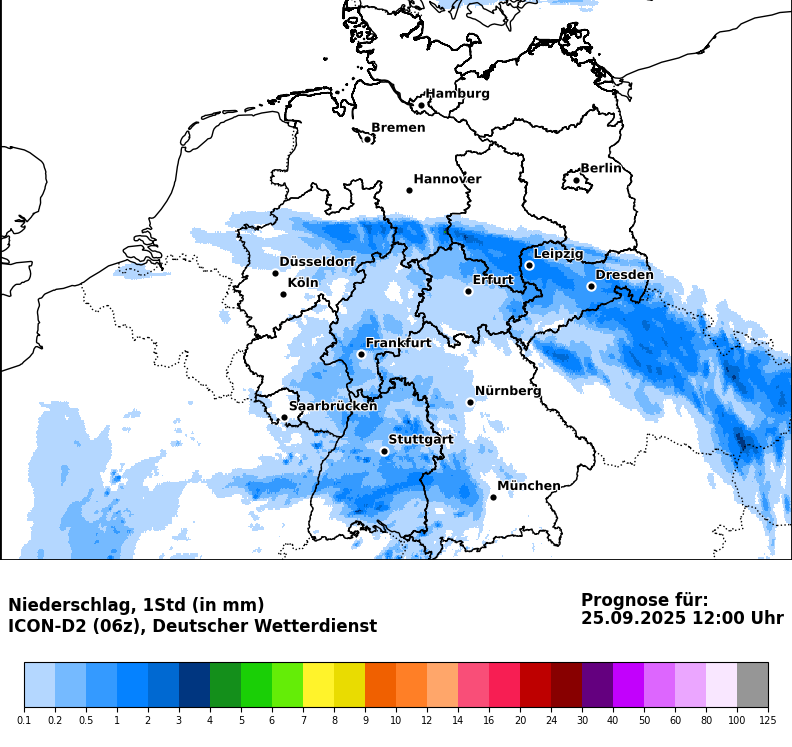 Hamburg
Bremen
Berlin
Hannover
Leipzig
Düsseldorf
Dresden
Erfurt
Köln
Frankfurt
Nürnberg
Saarbrücken
Stuttgart
München
Niederschlag, 1Std (in mm)
ICON-D2 (06z), Deutscher Wetterdienst
Prognose für:
25.09.2025 12:00 Uhr
0.1 0.2 0.5 1 2 3 4 5 6 7 8 9 10 12 14 16 20 24 30 40 50 60 80 100 125